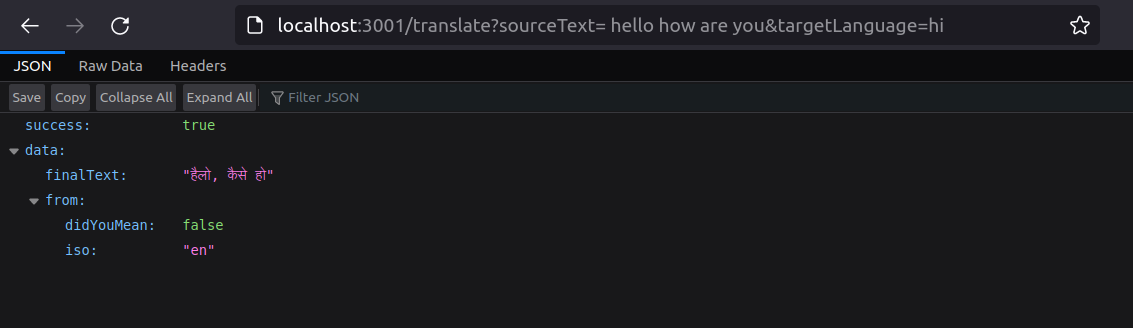 localhost:3001/translate?sourceText= hello how are you&targetLanguage=hi
JSON Raw Data Headers
Save Copy Collapse All Expand All Filter JSON
success: true
data:
finalText: "हैलो, कैसे हो"
from:
didYouMean: false
iso: "en"